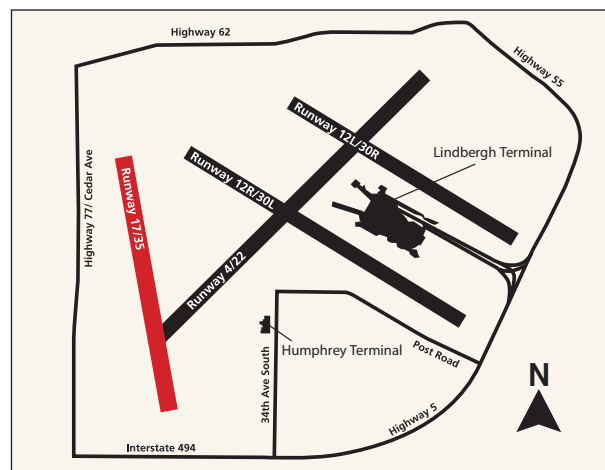 Highway 62
Highway 55
Runway 12L/30R
Lindbergh Terminal
Runway 12R/30L
Highway 77/ Cedar Ave
Runway 17/35
Runway 4/22
Humphrey Terminal
Post Road
34th Ave South
N
Highway 5
Interstate 494